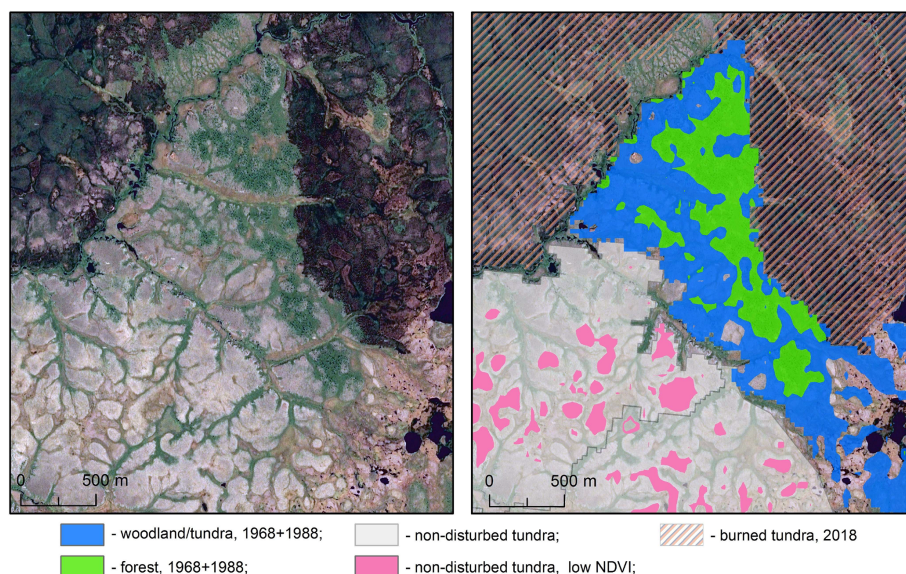 0 500 m
0 500 m
- woodland/tundra, 1968+1988;
- non-disturbed tundra;
- burned tundra, 2018
- forest, 1968+1988;
- non-disturbed tundra, low NDVI;